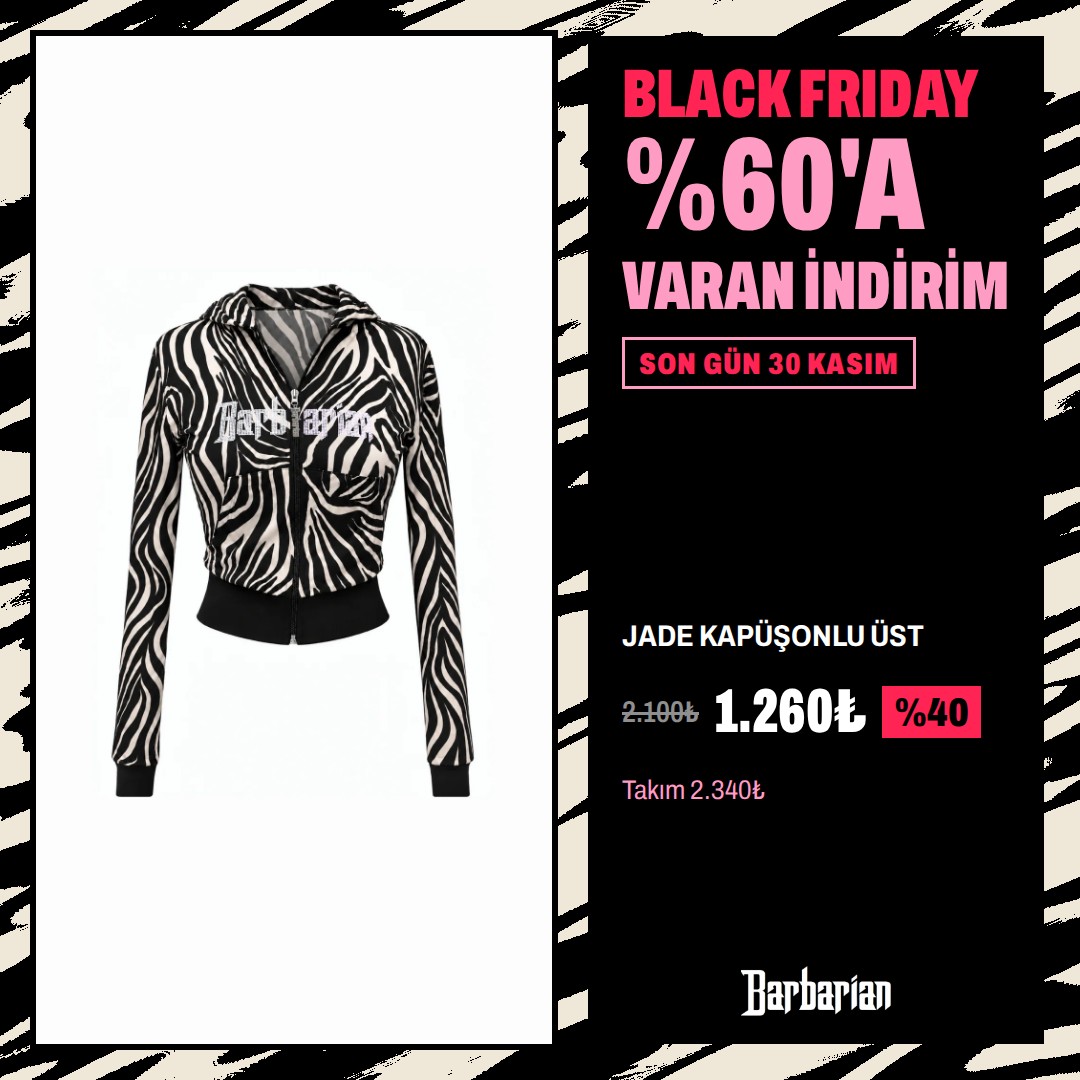 Barbarian
BLACK FRIDAY
%60'A
VARAN İNDİRİM
SON GÜN 30 KASIM
JADE KAPÜŞONLU ÜST
2.100₺ 1.260₺ %40
Takım 2.340₺
Barbarian